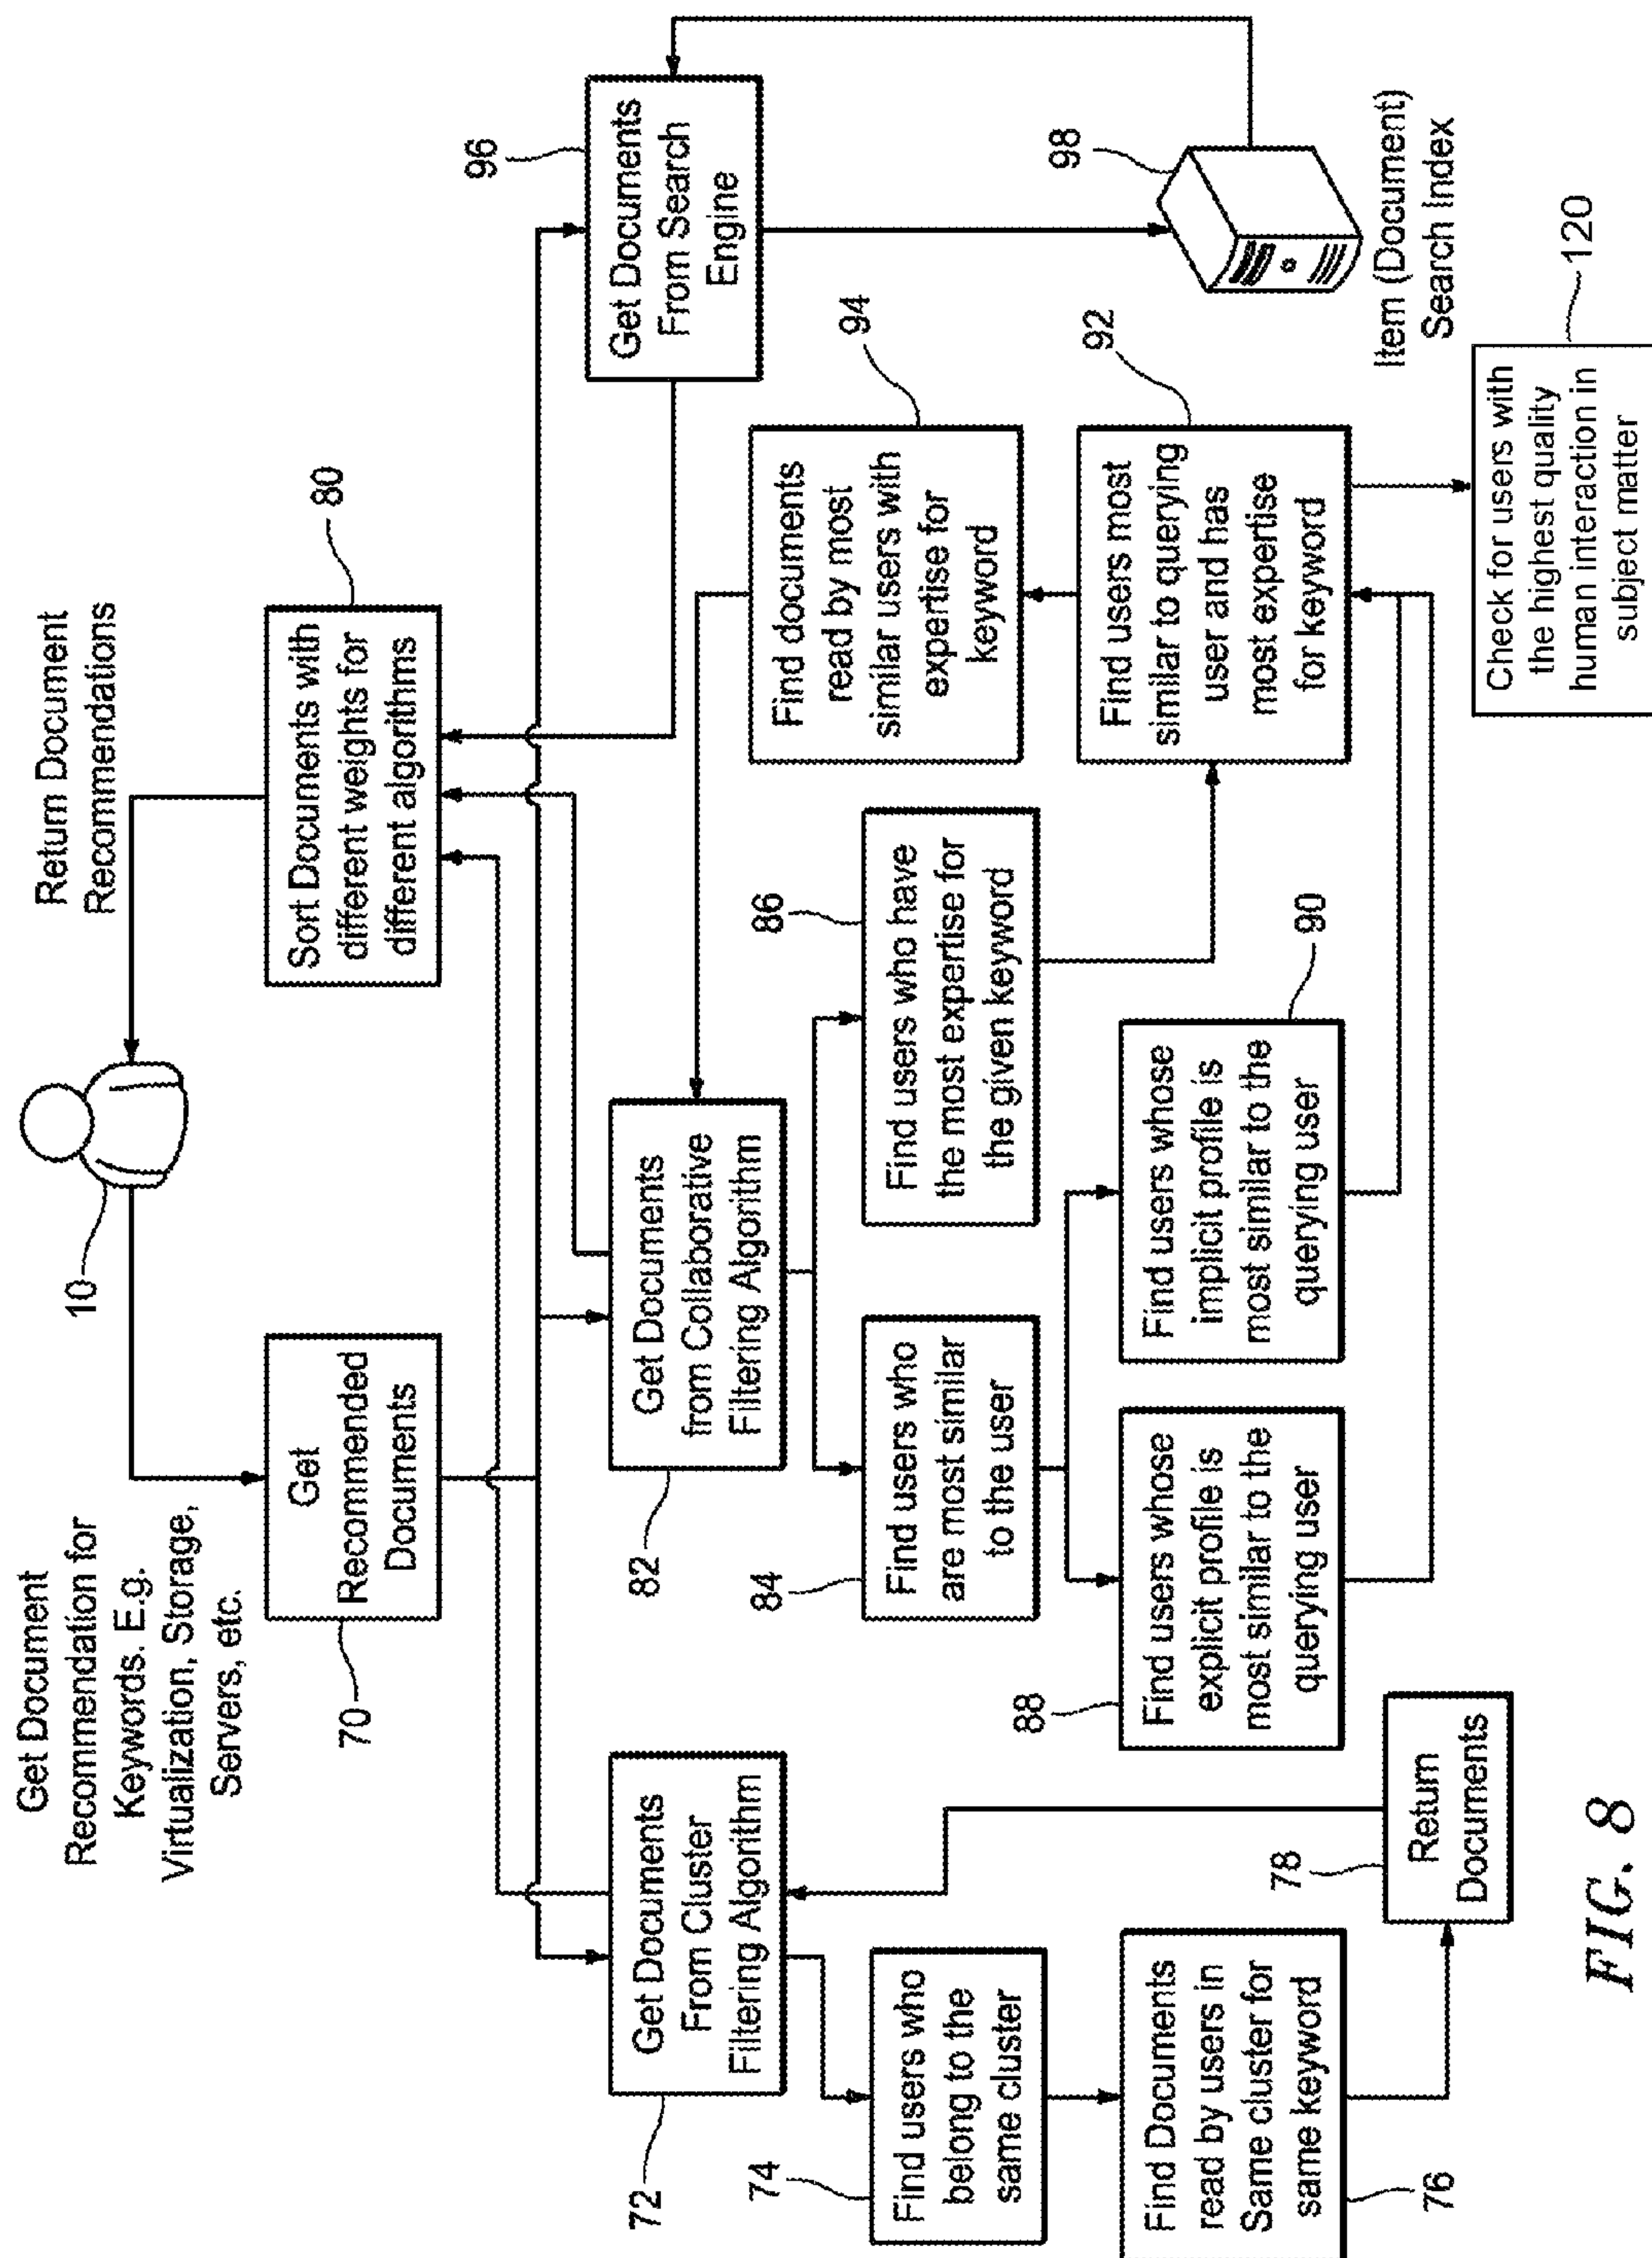 Get Document
Recommendation for
Keywords. E.g.
Virtualization, Storage,
Servers, etc.
Return Document
Recommendations
10
70
Get
Recommended
Documents
80
Sort Documents with
different weights for
different algorithms
72
Get Documents
From Cluster
Filtering Algorithm
82
Get Documents
from Collaborative
Filtering Algorithm
96
Get Documents
From Search
Engine
74
Find users who
belong to the
same cluster
84
Find users who
are most similar
to the user
86
Find users who have
the most expertise for
the given keyword
94
Find documents
read by most
similar users with
expertise for
keyword
76
Find Documents
read by users in
Same cluster for
same keyword
88
Find users whose
explicit profile is
most similar to the
querying user
90
Find users whose
implicit profile is
most similar to the
querying user
92
Find users most
similar to querying
user and has
most expertise
for keyword
98
Item (Document)
Search Index
78
Return
Documents
120
Check for users with
the highest quality
human interaction in
subject matter
FIG. 8